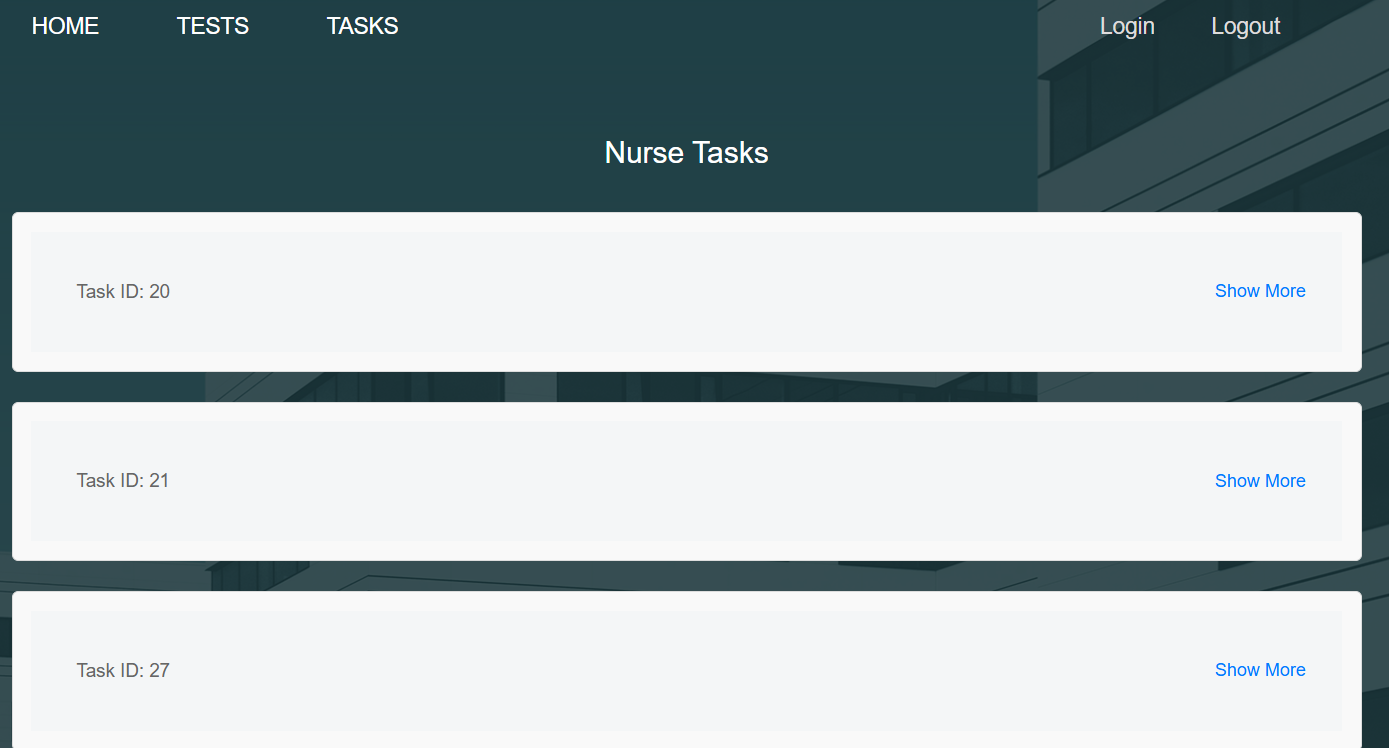 HOME TESTS TASKS Login Logout
Nurse Tasks
Task ID: 20 Show More
Task ID: 21 Show More
Task ID: 27 Show More